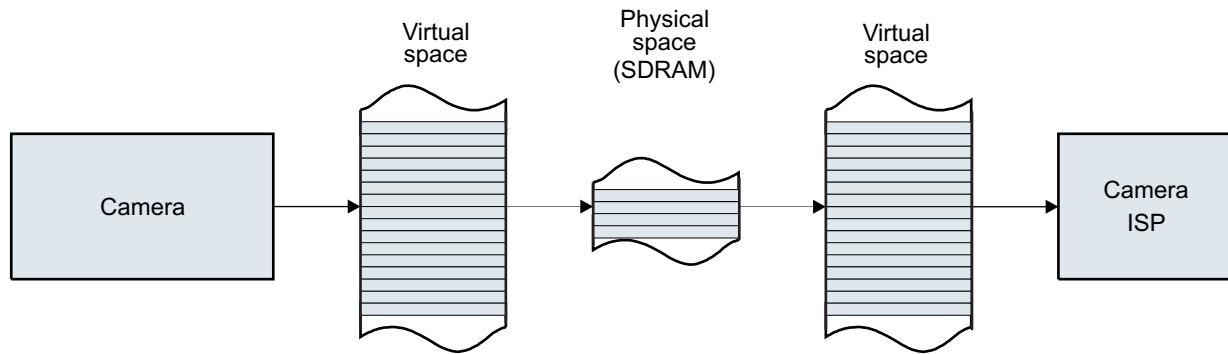 Virtual
space
Physical
space
(SDRAM)
Virtual
space
Camera
Camera
ISP